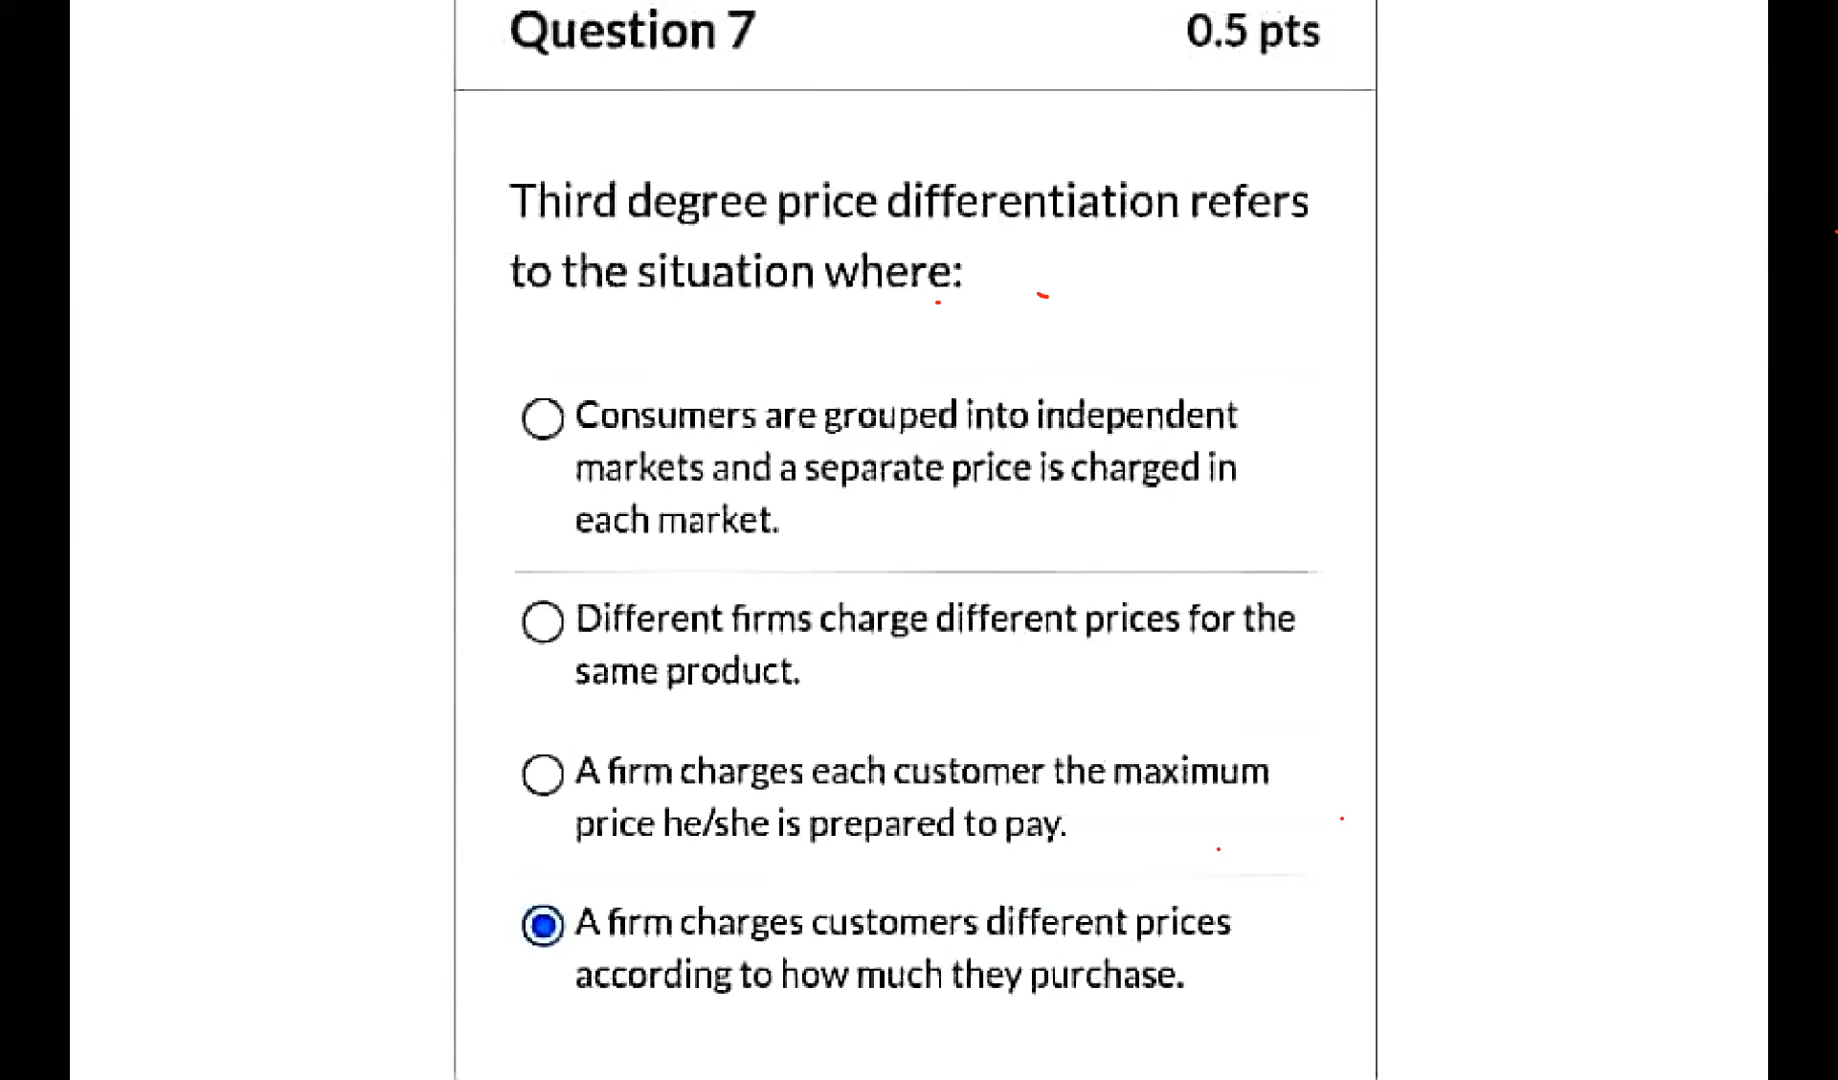 Question 7
0.5 pts
Third degree price differentiation refers
to the situation where:
Consumers are grouped into independent
markets and a separate price is charged in
each market.
Different firms charge different prices for the
same product.
A firm charges each customer the maximum
price he/she is prepared to pay.
A firm charges customers different prices
according to how much they purchase.